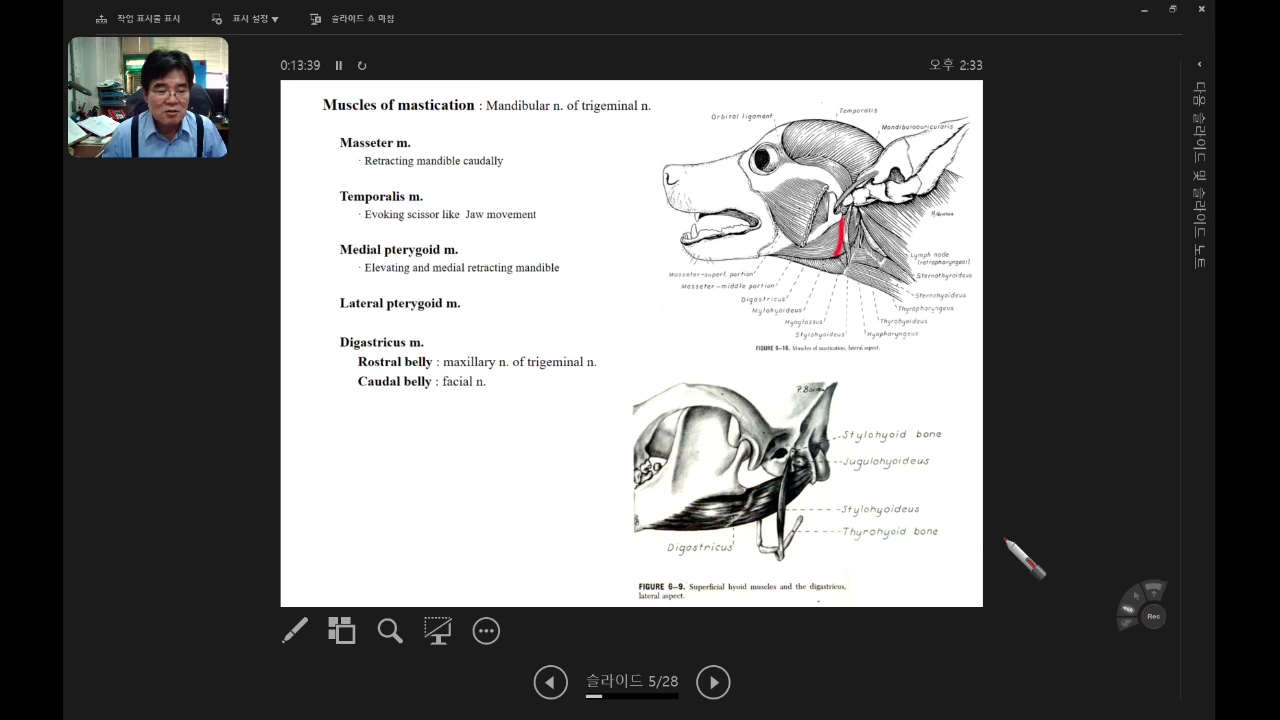 작업 표시줄 표시
표시 설정 ▼
슬라이드 쇼 마침
0:13:39
오후 2:33
다음 슬라이드 및 슬라이드 노트
Muscles of mastication : Mandibular n. of trigeminal n.
Masseter m.
· Retracting mandible caudally
Temporalis m.
· Evoking scissor like Jaw movement
Medial pterygoid m.
· Elevating and medial retracting mandible
Lateral pterygoid m.
Digastricus m.
Rostral belly : maxillary n. of trigeminal n.
Caudal belly : facial n.
Orbital ligament
Temporalis
Mandibuloauricularis
Lymph node
(retropharyngeal)
Sternothyroideus
Sternohyoideus
Thyropharyngeus
Thyrohyoideus
Hyopharyngeus
Masseter-superf. portion
Masseter-middle portion
Digastricus
Mylohyoideus
Hyoglossus
Stylohyoideus
FIGURE 6-16. Muscles of mastication, lateral aspect.
Stylohyoid bone
Jugulohyoideus
Stylohyoideus
Thyrohyoid bone
Digastricus
FIGURE 6-9. Superficial hyoid muscles and the digastricus,
lateral aspect.
Rec
슬라이드 5/28